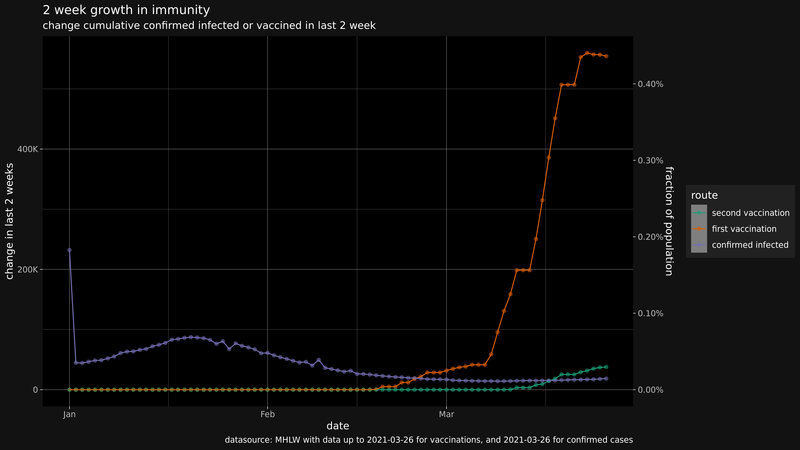 2 week growth in immunity
change cumulative confirmed infected or vaccined in last 2 week
change in last 2 weeks
400K
200K
0
0.40%
0.30%
0.20%
0.10%
0.00%
fraction of population
route
second vaccination
first vaccination
confirmed infected
Jan
Feb
Mar
date
datasource: MHLW with data up to 2021-03-26 for vaccinations, and 2021-03-26 for confirmed cases